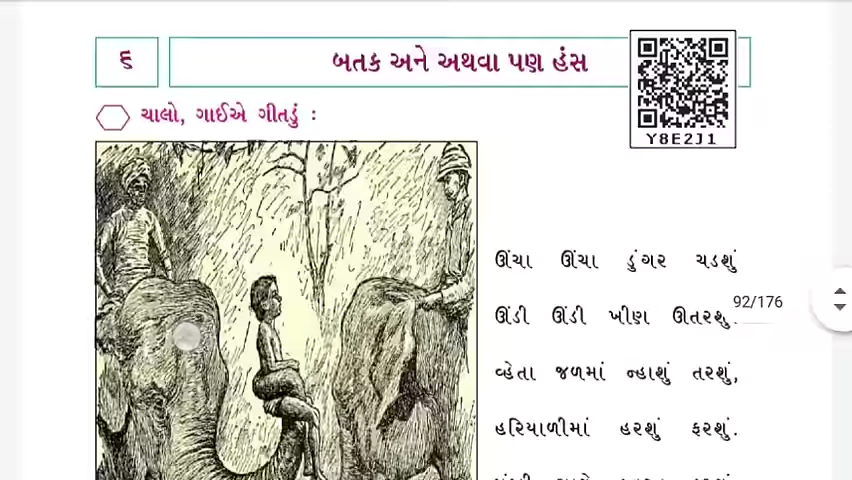 ૬
બતક અને અથવા પણ હંસ
Y8E2J1
ચાલો, ગાઈએ ગીતડું :
ઊંચા ઊંચા ડુંગર ચડશું
ઊંડી ઊંડી ખીણ ઊતરશું
92/176
વ્હેતા જળમાં ન્હાશું તરશું,
હરિયાળીમાં હરશું ફરશું.